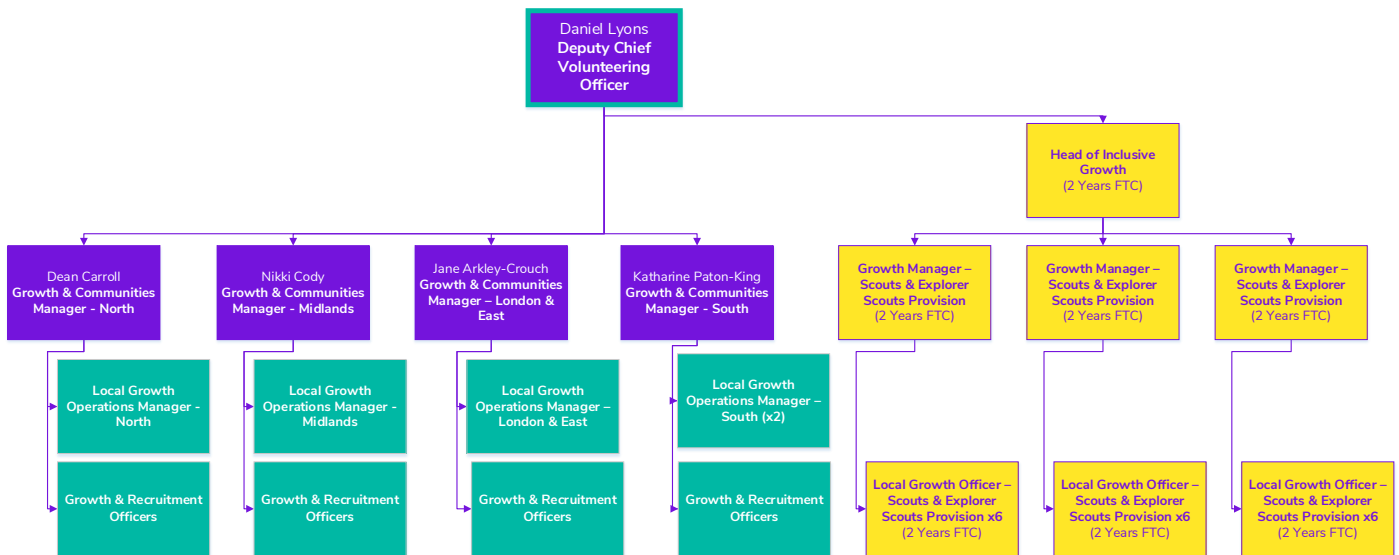 Daniel Lyons
Deputy Chief
Volunteering
Officer
Head of Inclusive
Growth
(2 Years FTC)
Dean Carroll
Growth & Communities
Manager - North
Nikki Cody
Growth & Communities
Manager - Midlands
Jane Arkley-Crouch
Growth & Communities
Manager – London &
East
Katharine Paton-King
Growth & Communities
Manager - South
Growth Manager –
Scouts & Explorer
Scouts Provision
(2 Years FTC)
Growth Manager –
Scouts & Explorer
Scouts Provision
(2 Years FTC)
Growth Manager –
Scouts & Explorer
Scouts Provision
(2 Years FTC)
Local Growth
Operations Manager -
North
Local Growth
Operations Manager -
Midlands
Local Growth
Operations Manager –
London & East
Local Growth
Operations Manager –
South (x2)
Growth & Recruitment
Officers
Growth & Recruitment
Officers
Growth & Recruitment
Officers
Growth & Recruitment
Officers
Local Growth Officer –
Scouts & Explorer
Scouts Provision x6
(2 Years FTC)
Local Growth Officer –
Scouts & Explorer
Scouts Provision x6
(2 Years FTC)
Local Growth Officer –
Scouts & Explorer
Scouts Provision x6
(2 Years FTC)